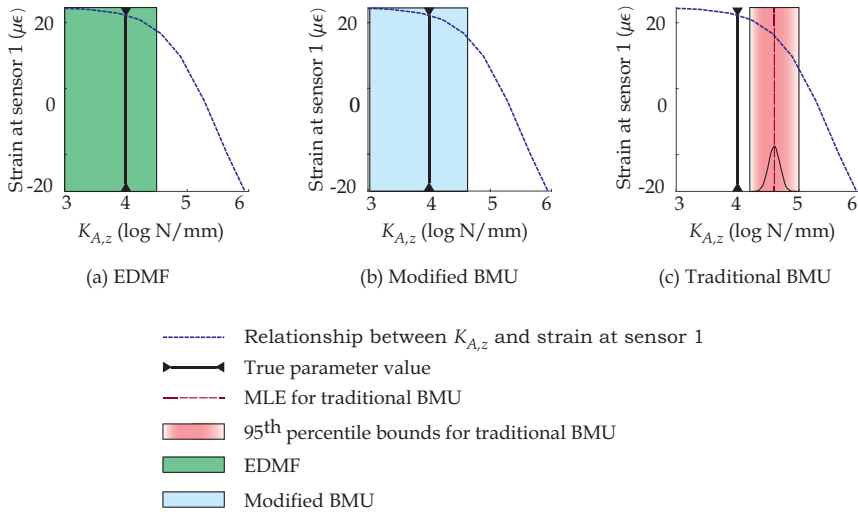 Strain at sensor 1 (μϵ)
20
0
-20
3 4 5 6
K_{A,z} (log N/mm)
(a) EDMF
Strain at sensor 1 (μϵ)
20
0
-20
3 4 5 6
K_{A,z} (log N/mm)
(b) Modified BMU
Strain at sensor 1 (μϵ)
20
0
-20
3 4 5 6
K_{A,z} (log N/mm)
(c) Traditional BMU
Relationship between K_{A,z} and strain at sensor 1
True parameter value
MLE for traditional BMU
95th percentile bounds for traditional BMU
EDMF
Modified BMU